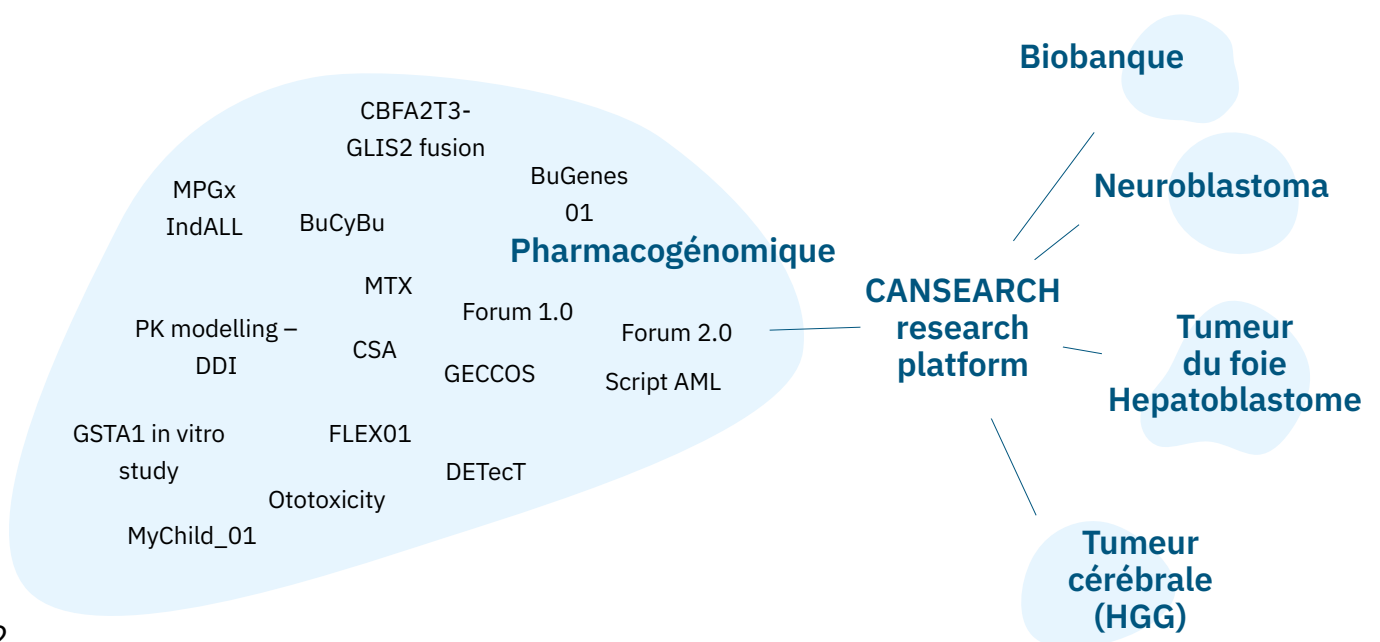 Biobanque
CBFA2T3-
GLIS2 fusion
BuGenes
01
MPGx
IndALL
BuCyBu
Neuroblastoma
Pharmacogénomique
MTX
Forum 1.0
PK modelling –
DDI
CSA
Forum 2.0
GECCOS
Script AML
CANSEARCH
research
platform
Tumeur
du foie
Hepatoblastome
GSTA1 in vitro
study
FLEX01
DETecT
Ototoxicity
MyChild_01
Tumeur
cérébrale
(HGG)